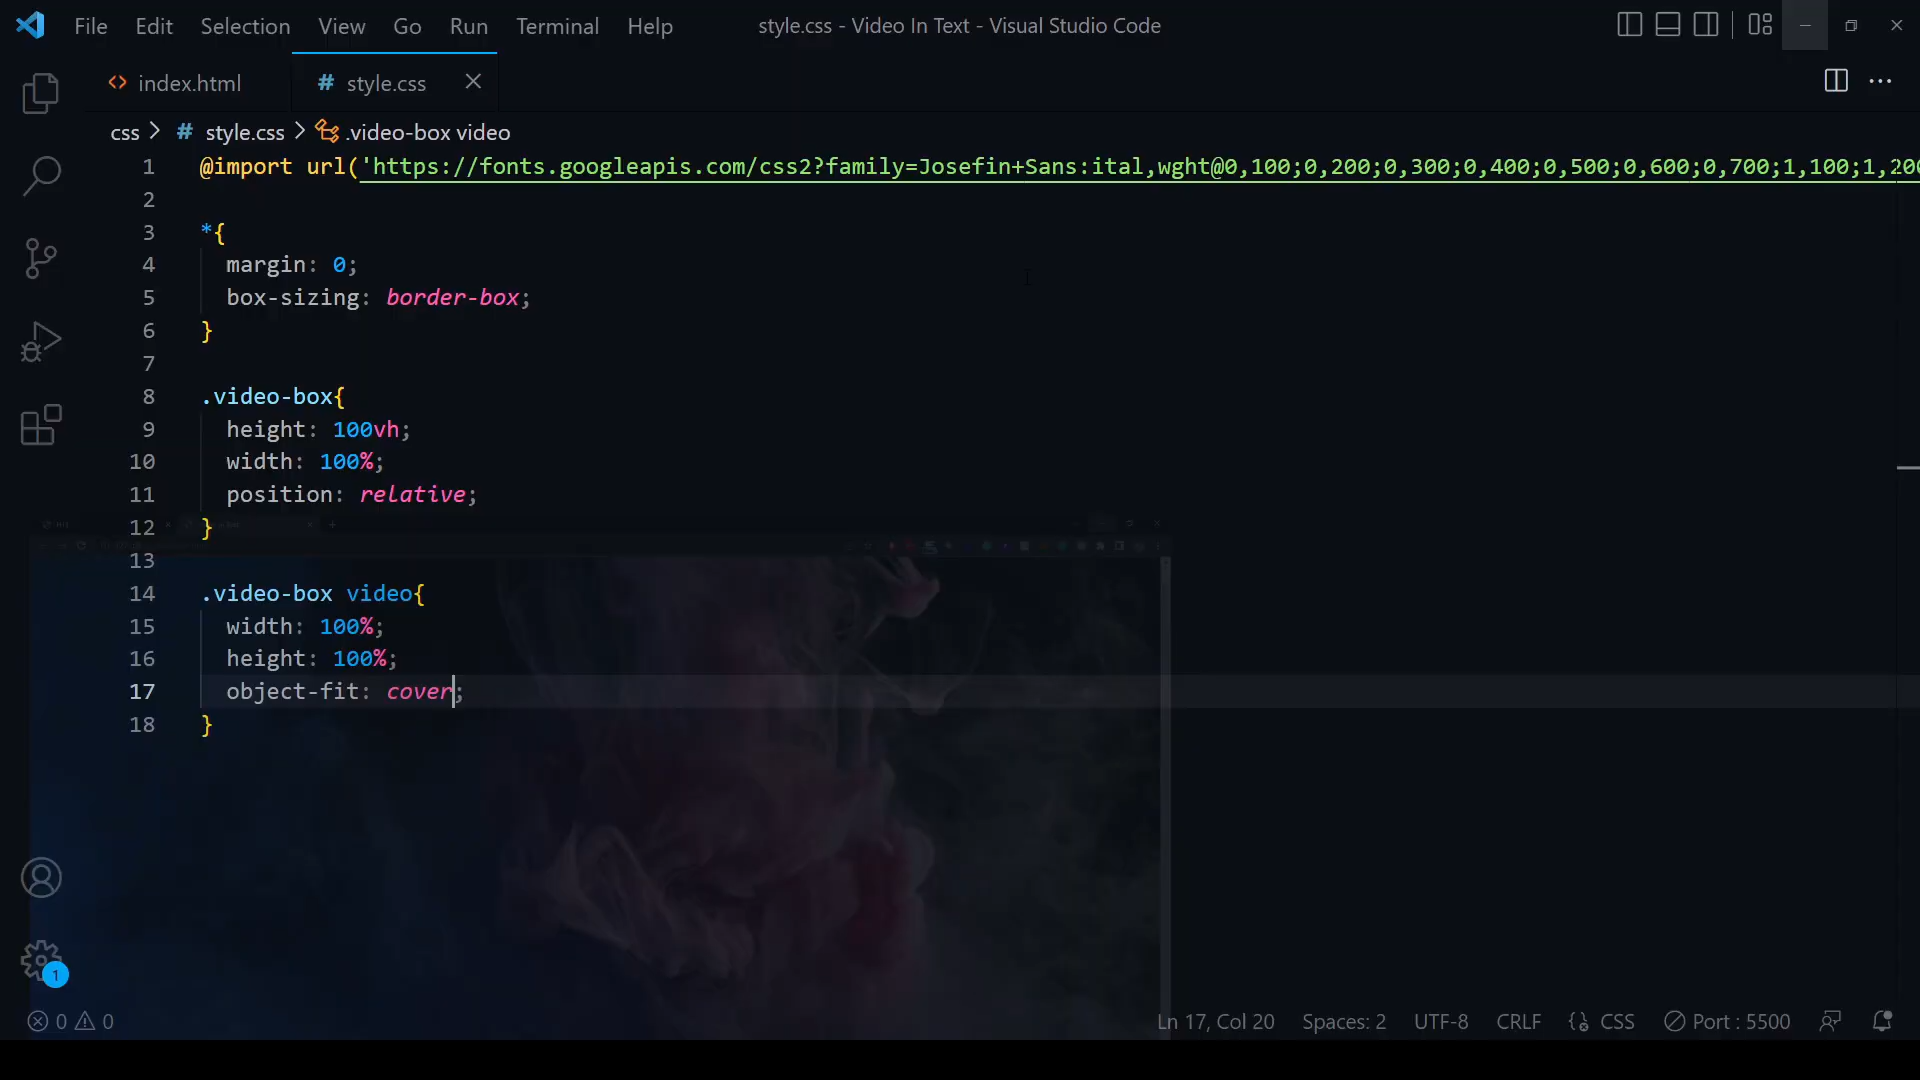 File Edit Selection View Go Run Terminal Help style.css - Video In Text - Visual Studio Code
index.html # style.css
css > # style.css > .video-box video
1 @import url('https://fonts.googleapis.com/css2?family=Josefin+Sans:ital,wght@0,100;0,200;0,300;0,400;0,500;0,600;0,700;1,100;1,200
2
3 *{
4 margin: 0;
5 box-sizing: border-box;
6 }
7
8 .video-box{
9 height: 100vh;
10 width: 100%;
11 position: relative;
12 }
13
14 .video-box video{
15 width: 100%;
16 height: 100%;
17 object-fit: cover;
18 }
1
0 0 Ln 17, Col 20 Spaces: 2 UTF-8 CRLF CSS Port : 5500